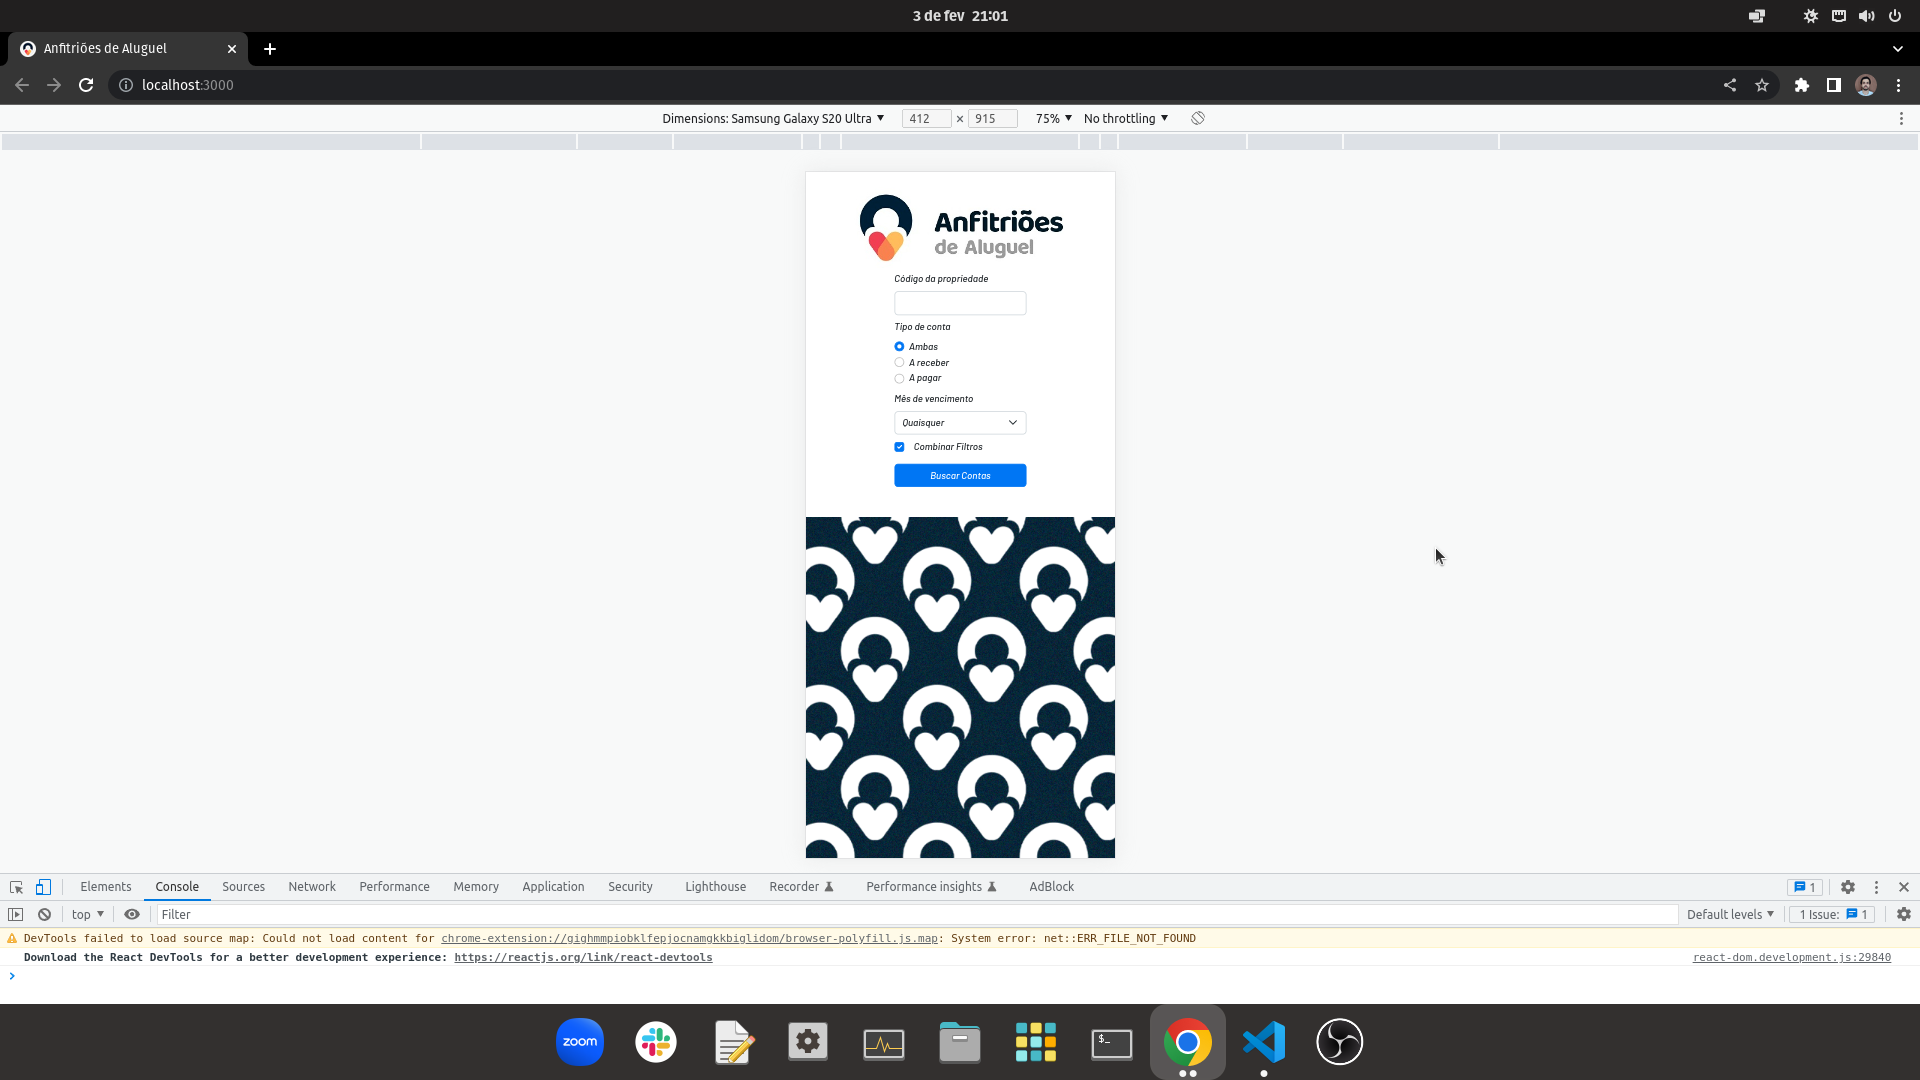 3 de fev 21:01
Anfitriões de Aluguel
localhost:3000
Dimensions: Samsung Galaxy S20 Ultra 412 × 915 75% No throttling
Anfitriões
de Aluguel
Código da propriedade
Tipo de conta
Ambas
A receber
A pagar
Mês de vencimento
Quaisquer
Combinar Filtros
Buscar Contas
Elements Console Sources Network Performance Memory Application Security Lighthouse Recorder Performance insights AdBlock 1
top Filter Default levels 1 Issue: 1
DevTools failed to load source map: Could not load content for chrome-extension://gighmmpiobklfepjocnamgkkbiglidom/browser-polyfill.js.map: System error: net::ERR_FILE_NOT_FOUND
Download the React DevTools for a better development experience: https://reactjs.org/link/react-devtools react-dom.development.js:29840
>
zoom $_